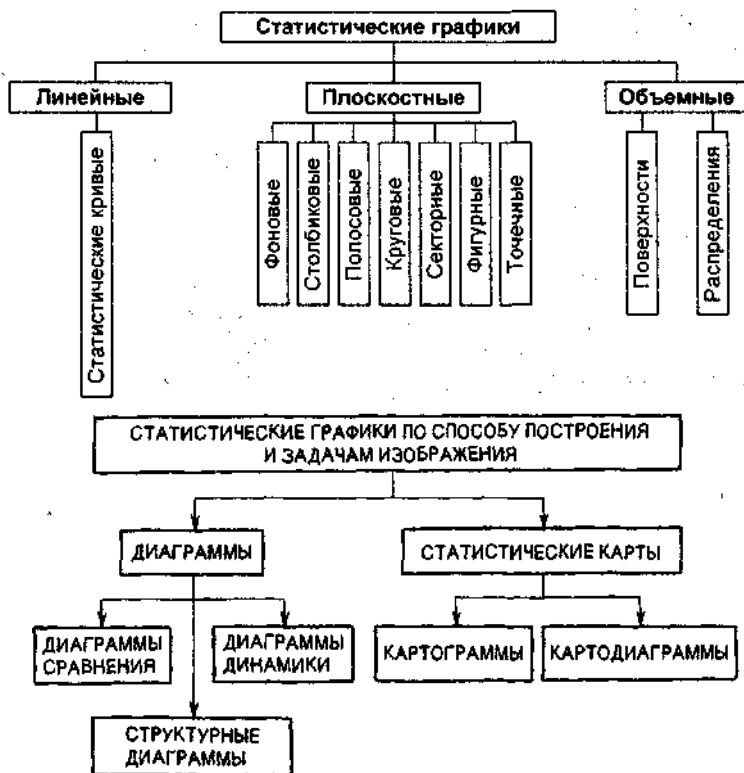 Статистические графики
Линейные
Плоскостные
Объемные
Статистические кривые
Фоновые
Столбиковые
Полосовые
Круговые
Секторные
Фигурные
Точечные
Поверхности
Распределения
СТАТИСТИЧЕСКИЕ ГРАФИКИ ПО СПОСОБУ ПОСТРОЕНИЯ
И ЗАДАЧАМ ИЗОБРАЖЕНИЯ
ДИАГРАММЫ
СТАТИСТИЧЕСКИЕ КАРТЫ
ДИАГРАММЫ
СРАВНЕНИЯ
ДИАГРАММЫ
ДИНАМИКИ
КАРТОГРАММЫ
КАРТОДИАГРАММЫ
СТРУКТУРНЫЕ
ДИАГРАММЫ